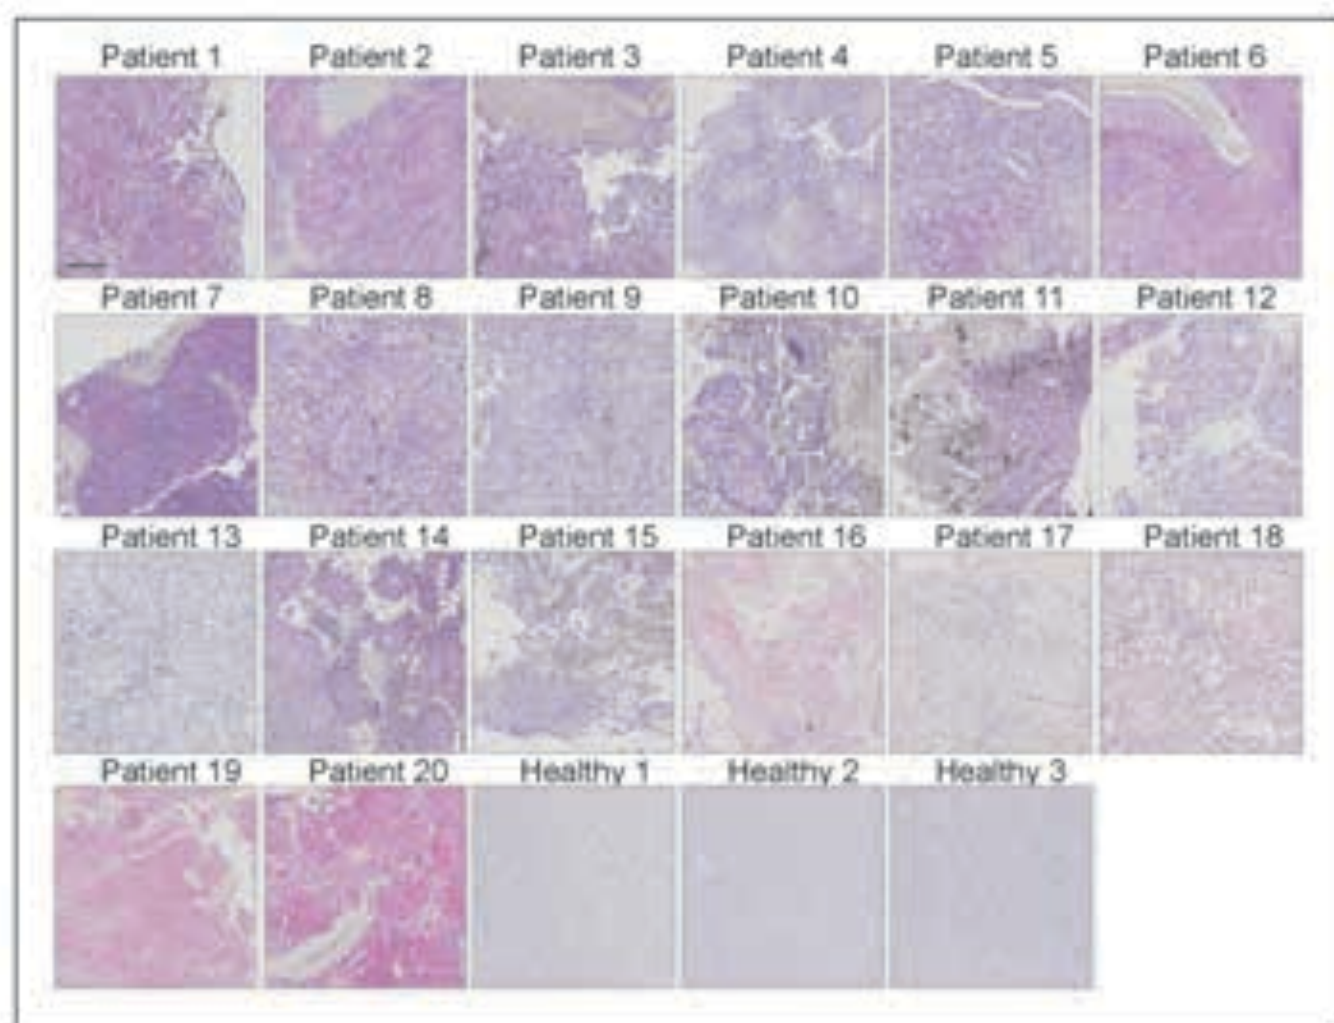 Patient 1 Patient 2 Patient 3 Patient 4 Patient 5 Patient 6
Patient 7 Patient 8 Patient 9 Patient 10 Patient 11 Patient 12
Patient 13 Patient 14 Patient 15 Patient 16 Patient 17 Patient 18
Patient 19 Patient 20 Healthy 1 Healthy 2 Healthy 3